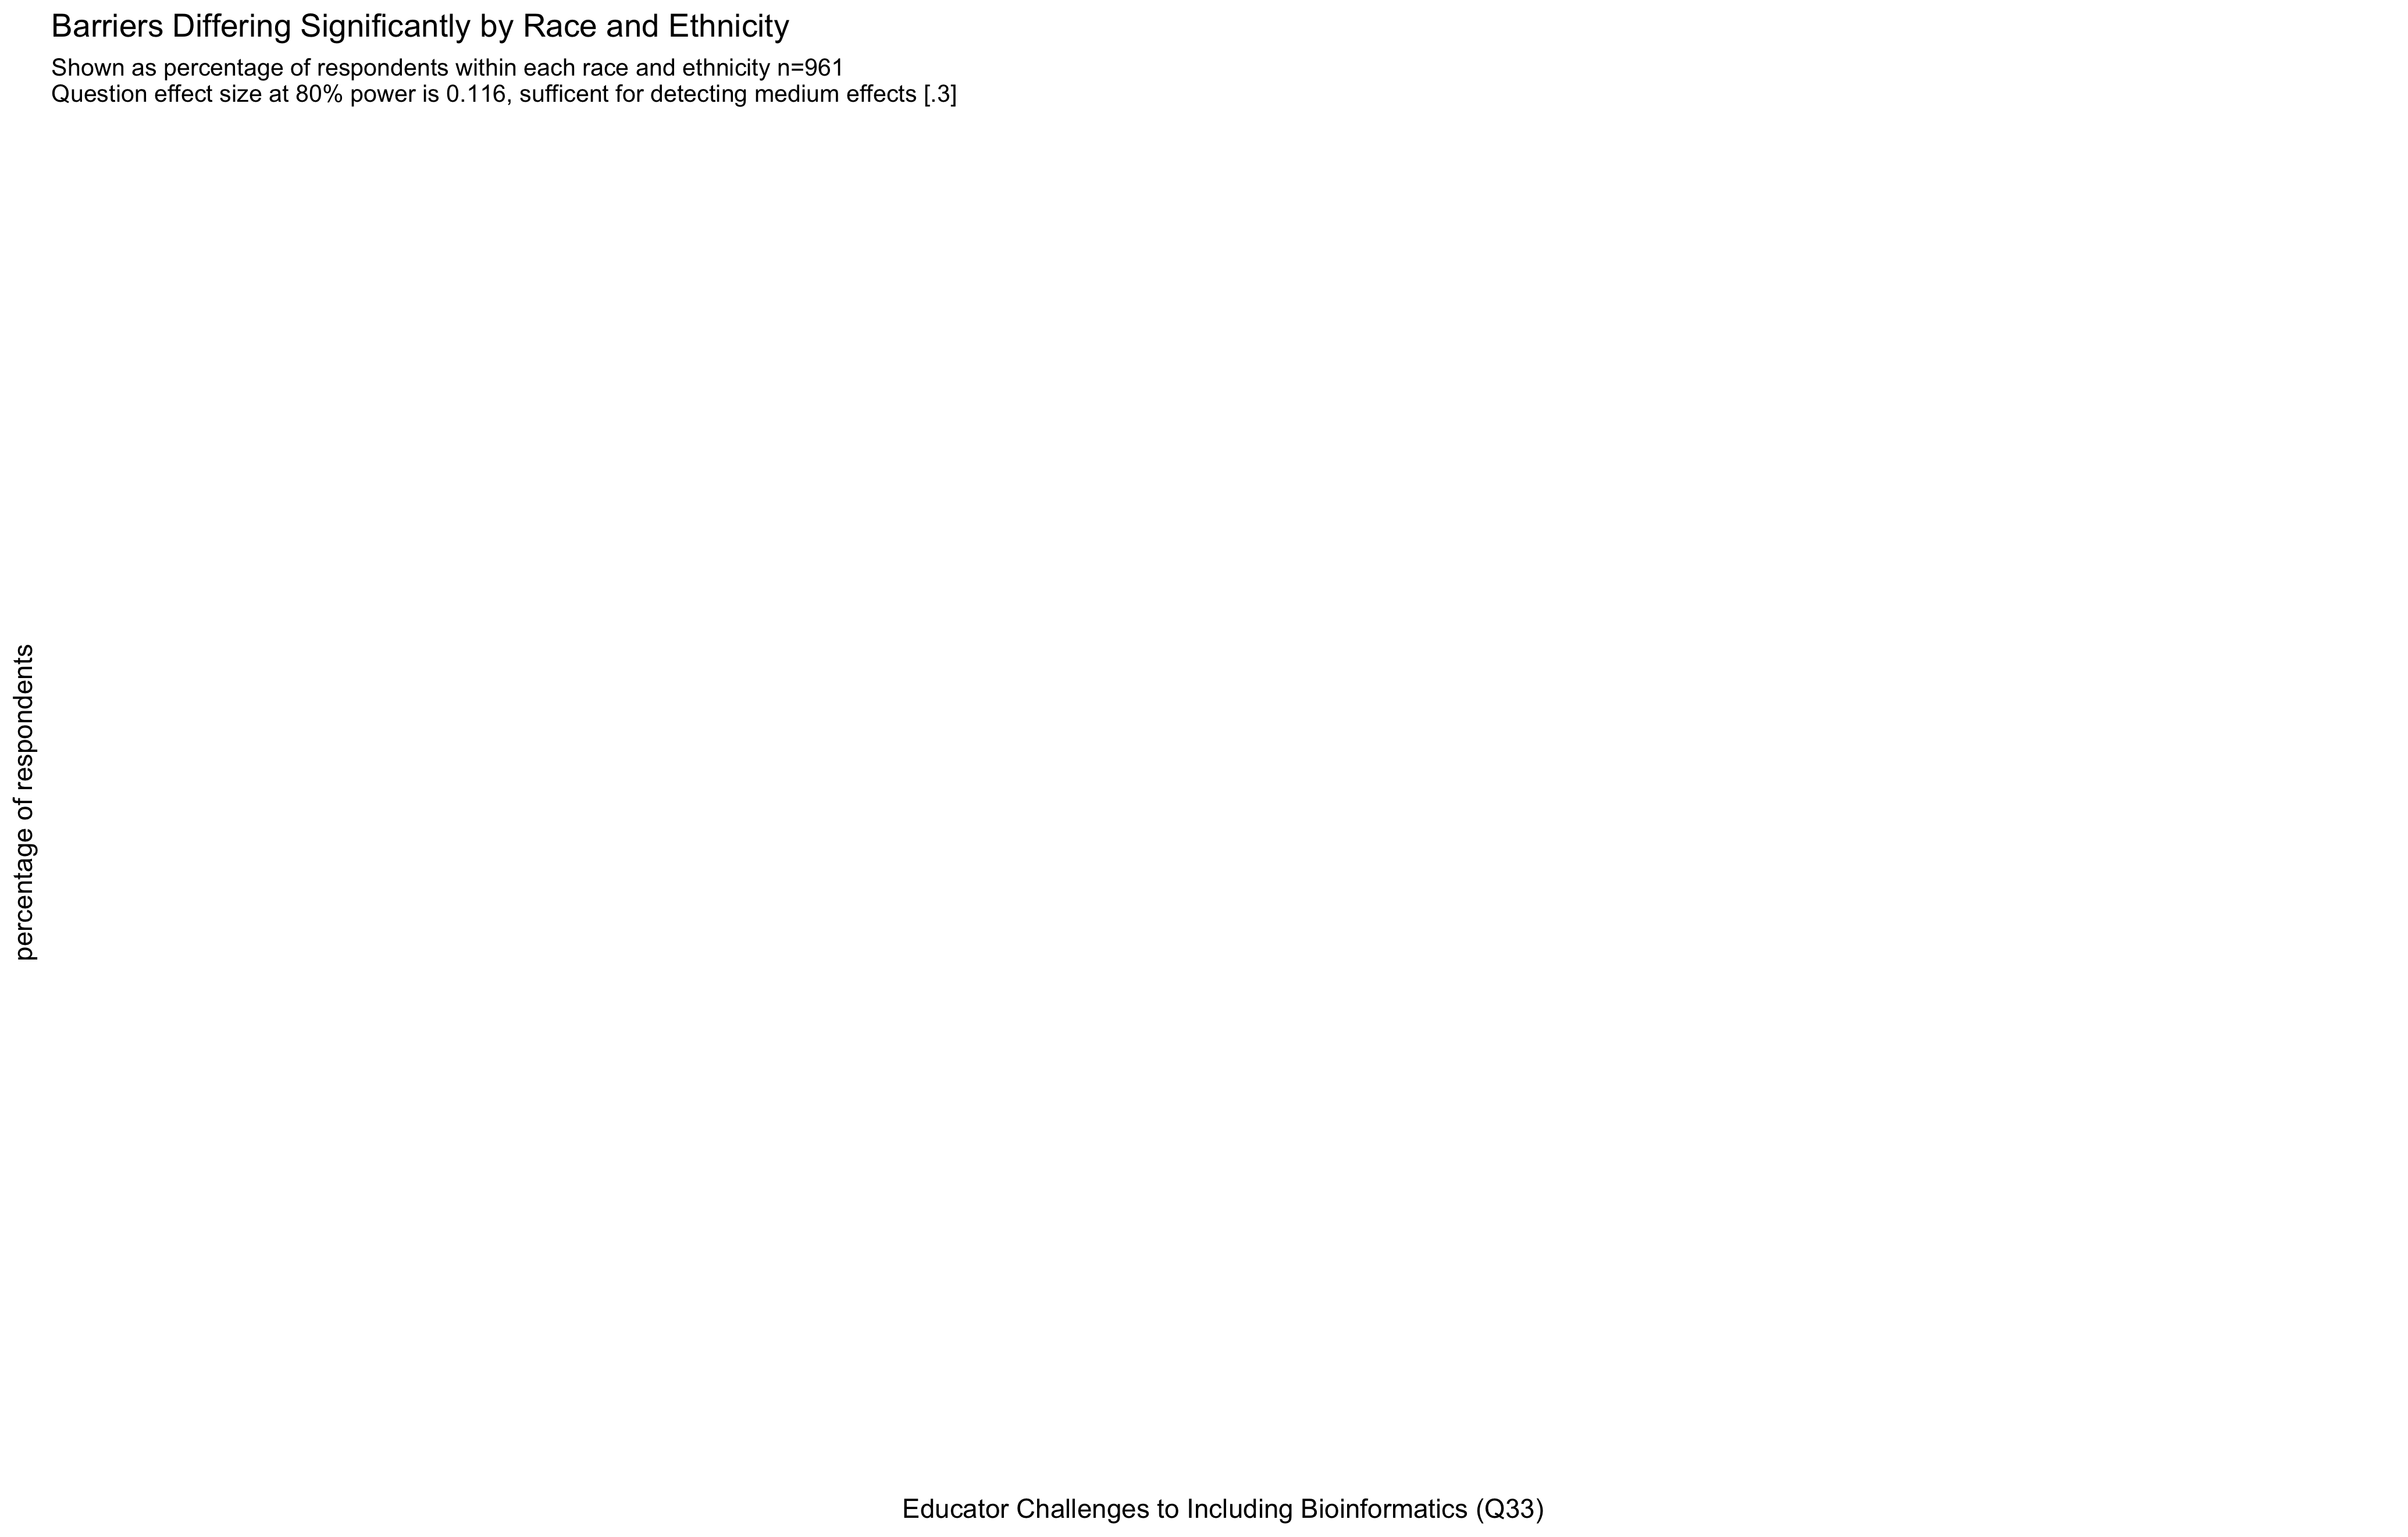 Barriers Differing Significantly by Race and Ethnicity
Shown as percentage of respondents within each race and ethnicity n=961
Question effect size at 80% power is 0.116, sufficent for detecting medium effects [.3]
percentage of respondents
Educator Challenges to Including Bioinformatics (Q33)